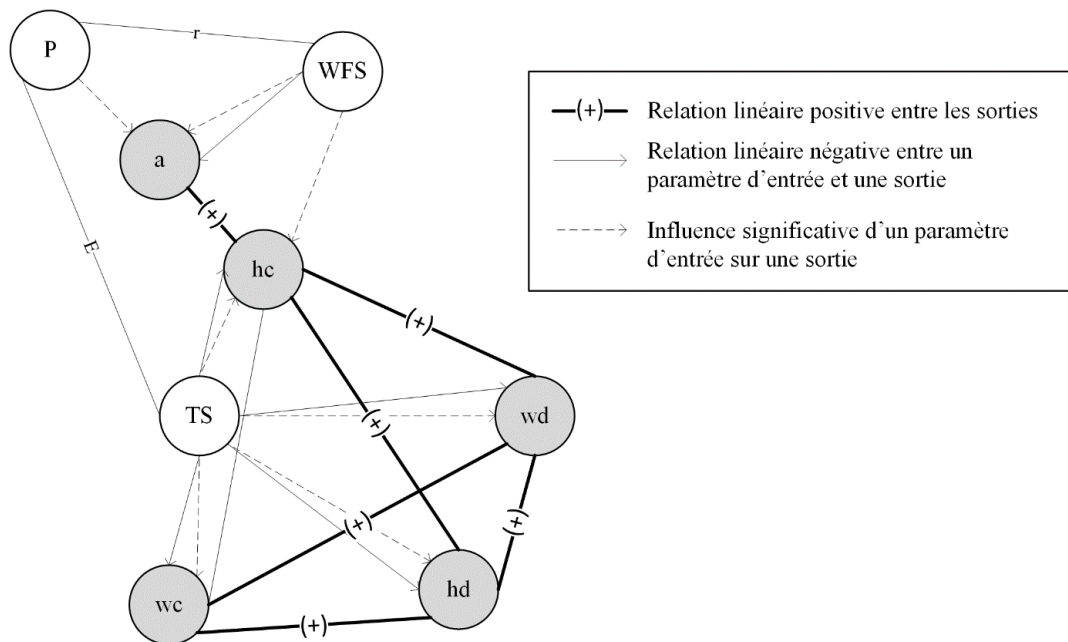 P
r
WFS
a
(+)
E
hc
(+)
TS
(+)
wd
(+)
(+)
wc
hd
(+)
(+) Relation linéaire positive entre les sorties
Relation linéaire négative entre un
paramètre d'entrée et une sortie
Influence significative d'un paramètre
d'entrée sur une sortie